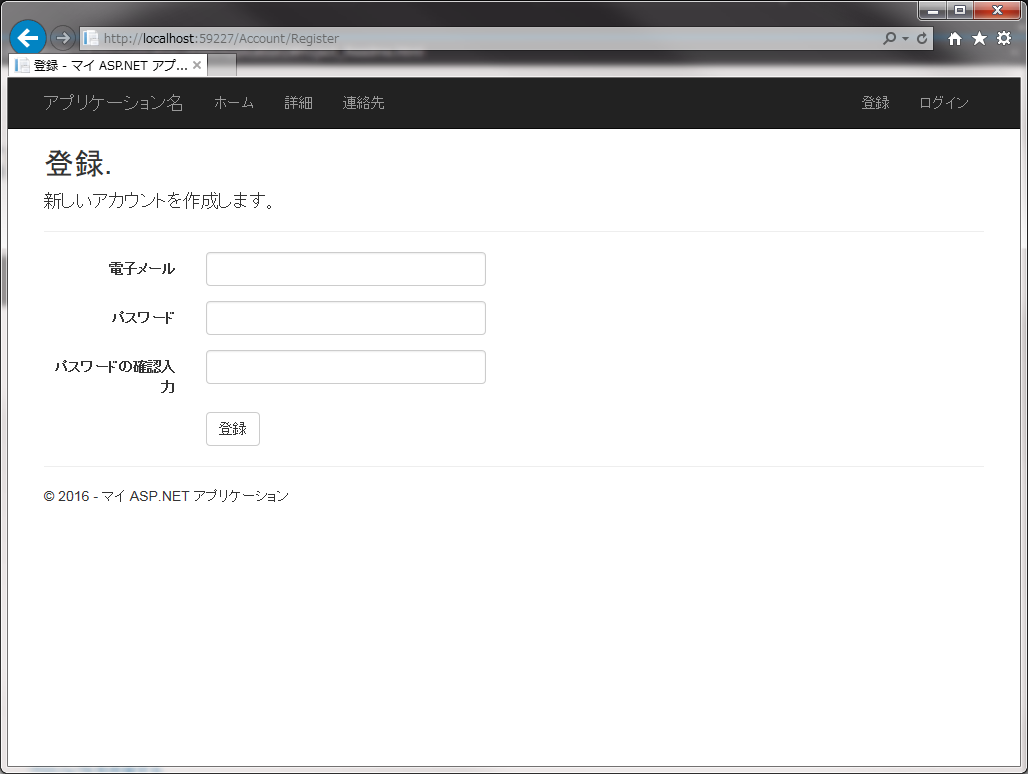 http://localhost:59227/Account/Register
登録 - マイ ASP.NET アプ...
アプリケーション名 ホーム 詳細 連絡先 登録 ログイン
登録.
新しいアカウントを作成します。
電子メール
パスワード
パスワードの確認入
力
登録
© 2016 - マイ ASP.NET アプリケーション